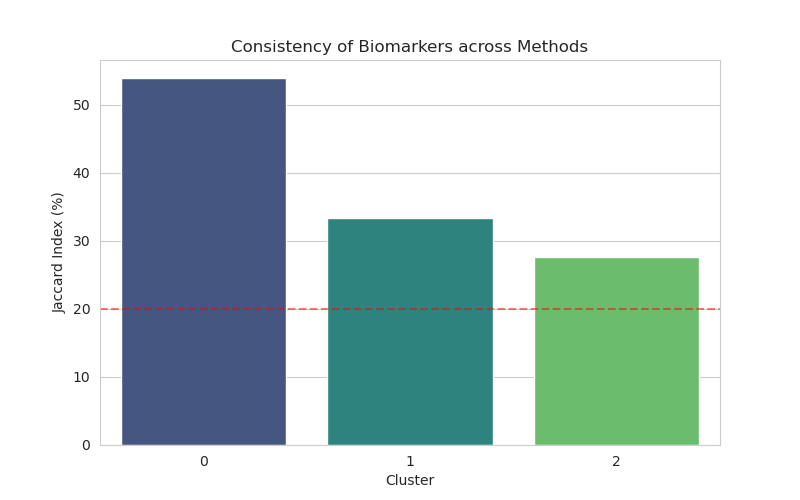 Consistency of Biomarkers across Methods
Jaccard Index (%)
50
40
30
20
10
0
0 1 2
Cluster